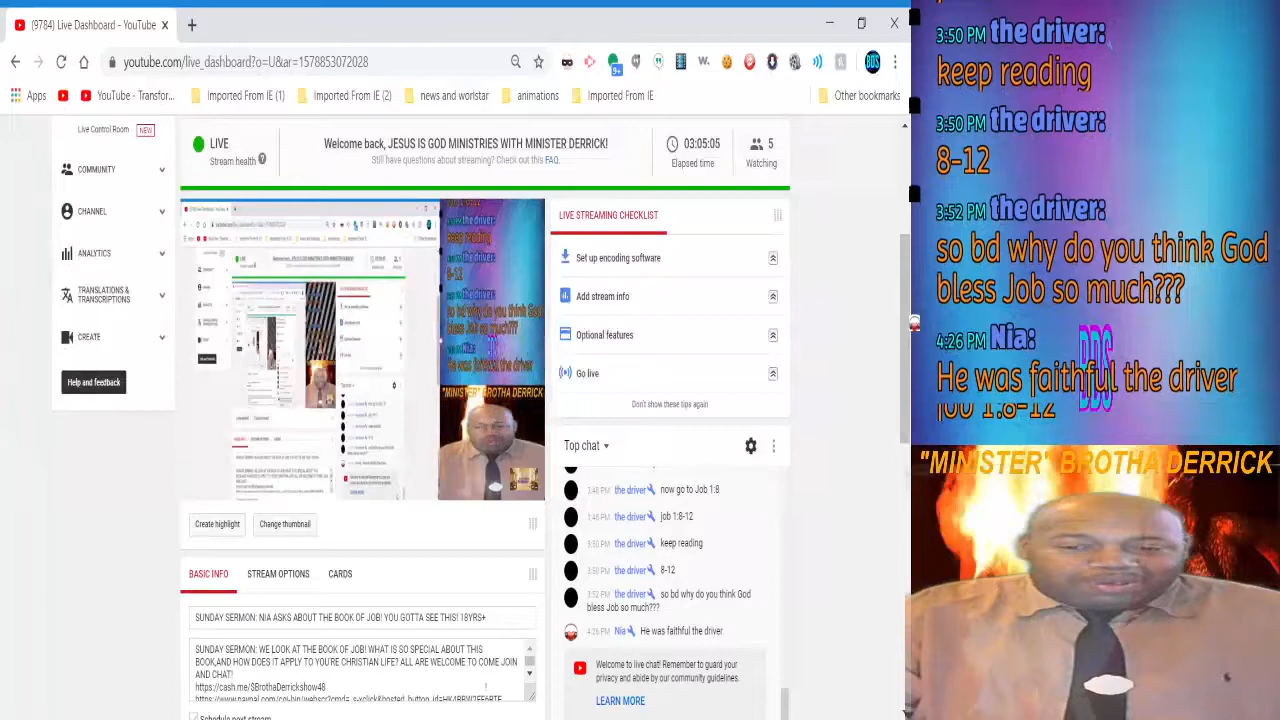 (9784) Live Dashboard - YouTube
youtube.com/live_dashboard?o=U&ar=1578853072028
Apps
YouTube - Transfor...
Imported From IE (1)
Imported From IE (2)
news and worlstar
animations
Imported From IE
Other bookmarks
Live Control Room NEW
COMMUNITY
CHANNEL
ANALYTICS
TRANSLATIONS &
TRANSCRIPTIONS
CREATE
Help and feedback
LIVE
Stream health
Welcome back, JESUS IS GOD MINISTRIES WITH MINISTER DERRICK!
Still have questions about streaming? Check out this FAQ.
03:05:05
Elapsed time
5
Watching
LIVE STREAMING CHECKLIST
Set up encoding software
Add stream info
Optional features
Go live
Don't show these tips again
Create highlight
Change thumbnail
BASIC INFO
STREAM OPTIONS
CARDS
SUNDAY SERMON: NIA ASKS ABOUT THE BOOK OF JOB! YOU GOTTA SEE THIS! 18YRS+
SUNDAY SERMON: WE LOOK AT THE BOOK OF JOB! WHAT IS SO SPECIAL ABOUT THIS
BOOK,AND HOW DOES IT APPLY TO YOU'RE CHRISTIAN LIFE? ALL ARE WELCOME TO COME JOIN
AND CHAT!
https://cash.me/$BrothaDerrickshow48
Schedule next stream
Top chat
3:48 PM the driver now go to Job 1:8
job 1:8-12
3:50 PM the driver keep reading
3:50 PM the driver 8-12
3:52 PM the driver so bd why do you think God
bless Job so much???
4:26 PM Nia He was faithful the driver
Welcome to live chat! Remember to guard your
privacy and abide by our community guidelines.
LEARN MORE
3:50 PM the driver:
keep reading
3:50 PM the driver:
8-12
3:52 PM the driver:
so bd why do you think God
bless Job so much???
4:26 PM Nia:
He was faithful the driver
BDS
"MINISTER" BROTHA DERRICK